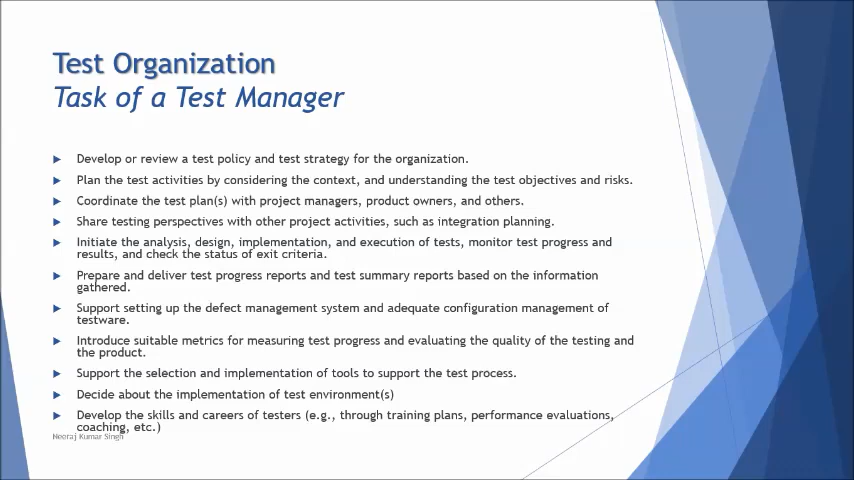 Test Organization
Task of a Test Manager
Develop or review a test policy and test strategy for the organization.
Plan the test activities by considering the context, and understanding the test objectives and risks.
Coordinate the test plan(s) with project managers, product owners, and others.
Share testing perspectives with other project activities, such as integration planning.
Initiate the analysis, design, implementation, and execution of tests, monitor test progress and
results, and check the status of exit criteria.
Prepare and deliver test progress reports and test summary reports based on the information
gathered.
Support setting up the defect management system and adequate configuration management of
testware.
Introduce suitable metrics for measuring test progress and evaluating the quality of the testing and
the product.
Support the selection and implementation of tools to support the test process.
Decide about the implementation of test environment(s)
Develop the skills and careers of testers (e.g., through training plans, performance evaluations,
coaching, etc.)
Neeraj Kumar Singh